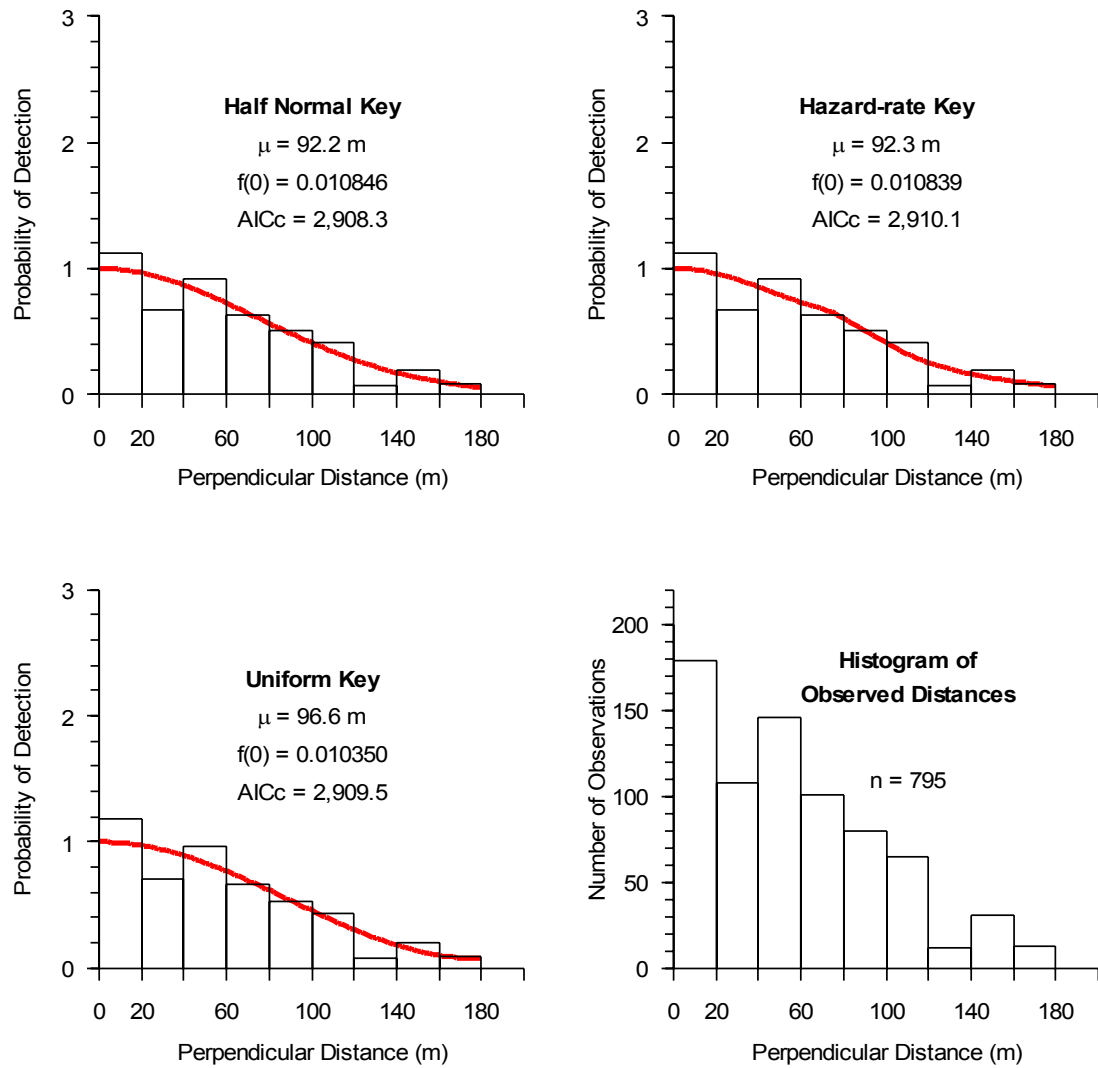 3
2
1
0
Probability of Detection
Half Normal Key
μ = 92.2 m
f(0) = 0.010846
AICc = 2,908.3
0 20 60 100 140 180
Perpendicular Distance (m)
3
2
1
0
Probability of Detection
Hazard-rate Key
μ = 92.3 m
f(0) = 0.010839
AICc = 2,910.1
0 20 60 100 140 180
Perpendicular Distance (m)
3
2
1
0
Probability of Detection
Uniform Key
μ = 96.6 m
f(0) = 0.010350
AICc = 2,909.5
0 20 60 100 140 180
Perpendicular Distance (m)
200
150
100
50
0
Number of Observations
Histogram of
Observed Distances
n = 795
0 20 60 100 140 180
Perpendicular Distance (m)